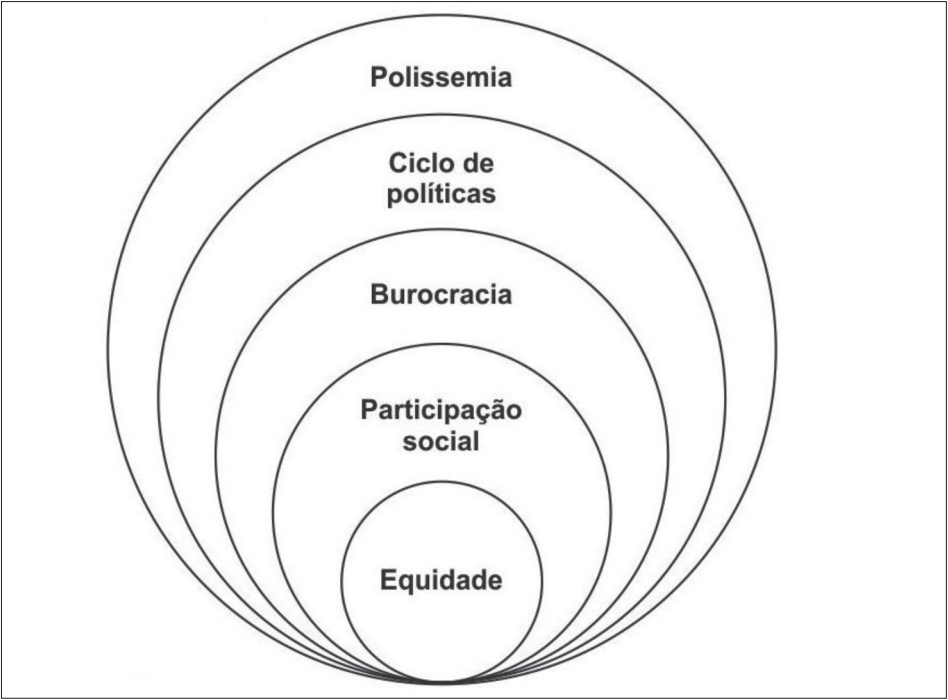 Polissemia
Ciclo de
políticas
Burocracia
Participação
social
Equidade